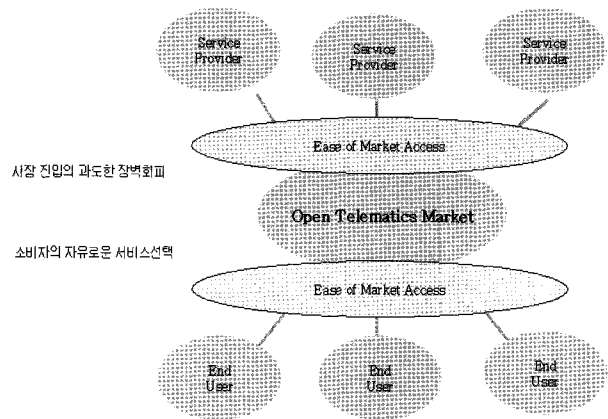 Service
Provider
Service
Provider
Service
Provider
Ease of Market Access
시장 진입의 과도한 장벽회피
Open Telematics Market
소비자의 자유로운 서비스선택
Ease of Market Access
End
User
End
User
End
User